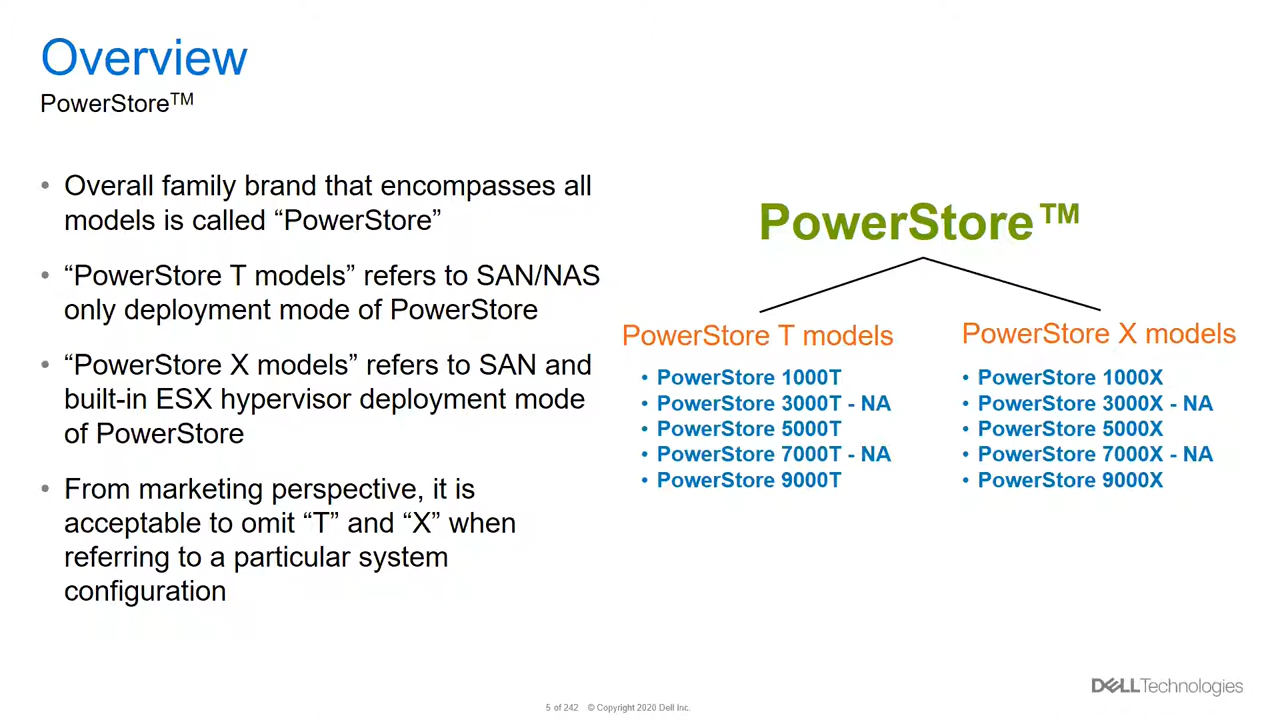 Overview
PowerStore™
• Overall family brand that encompasses all
models is called “PowerStore”
• “PowerStore T models” refers to SAN/NAS
only deployment mode of PowerStore
• “PowerStore X models” refers to SAN and
built-in ESX hypervisor deployment mode
of PowerStore
• From marketing perspective, it is
acceptable to omit “T” and “X” when
referring to a particular system
configuration
PowerStore™
PowerStore T models
• PowerStore 1000T
• PowerStore 3000T - NA
• PowerStore 5000T
• PowerStore 7000T - NA
• PowerStore 9000T
PowerStore X models
• PowerStore 1000X
• PowerStore 3000X - NA
• PowerStore 5000X
• PowerStore 7000X - NA
• PowerStore 9000X
5 of 242 © Copyright 2020 Dell Inc.
DELLTechnologies